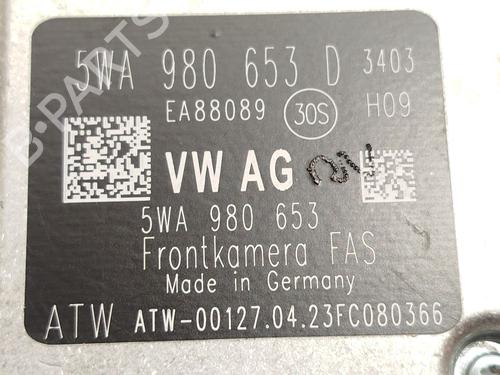 5WA 980 653 D 3403
EA88089 30S H09
VW AG
5WA 980 653
Frontkamera FAS
Made in Germany
ATW ATW-00127.04.23FC080366
B-PARTS